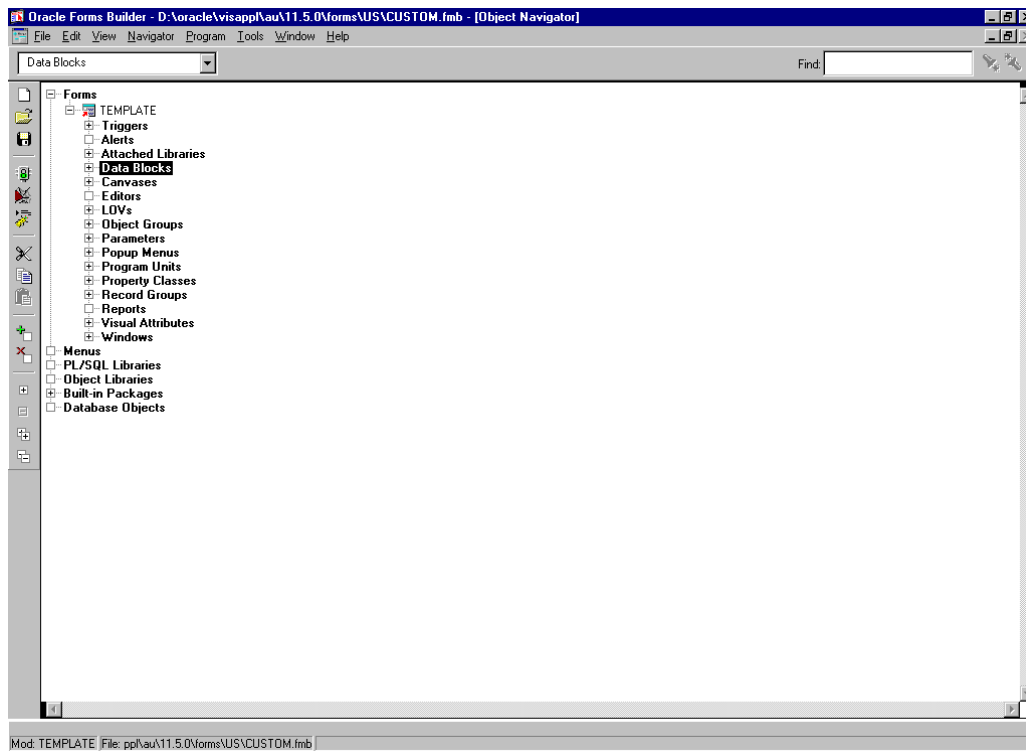 Oracle Forms Builder - D:\oracle\visappl\au\11.5.0\forms\US\CUSTOM.fmb - [Object Navigator]
File Edit View Navigator Program Tools Window Help
Data Blocks Find:
Forms
TEMPLATE
Triggers
Alerts
Attached Libraries
Data Blocks
Canvases
Editors
LOVs
Object Groups
Parameters
Popup Menus
Program Units
Property Classes
Record Groups
Reports
Visual Attributes
Windows
Menus
PL/SQL Libraries
Object Libraries
Built-in Packages
Database Objects
Mod: TEMPLATE File: ppl\au\11.5.0\forms\US\CUSTOM.fmb